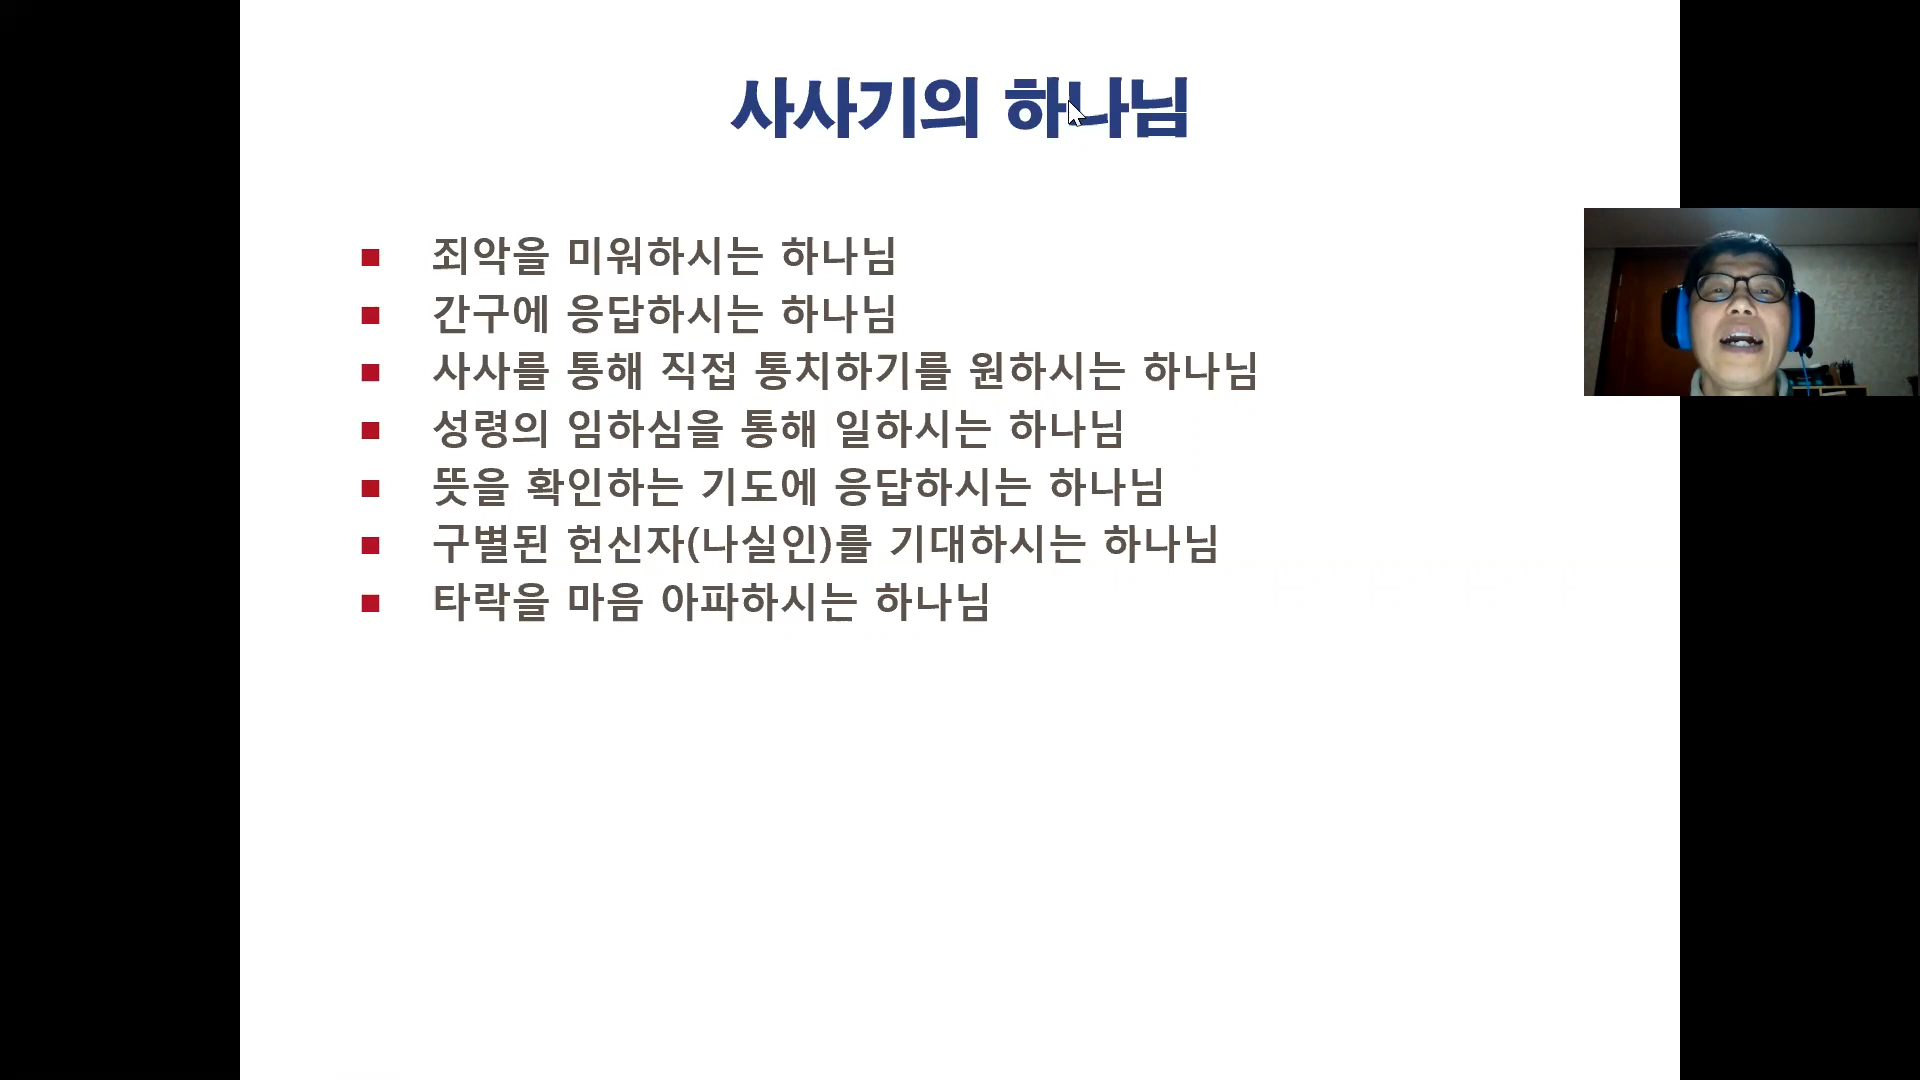 사사기의 하나님
■ 죄악을 미워하시는 하나님
■ 간구에 응답하시는 하나님
■ 사사를 통해 직접 통치하기를 원하시는 하나님
■ 성령의 임하심을 통해 일하시는 하나님
■ 뜻을 확인하는 기도에 응답하시는 하나님
■ 구별된 헌신자(나실인)를 기대하시는 하나님
■ 타락을 마음 아파하시는 하나님